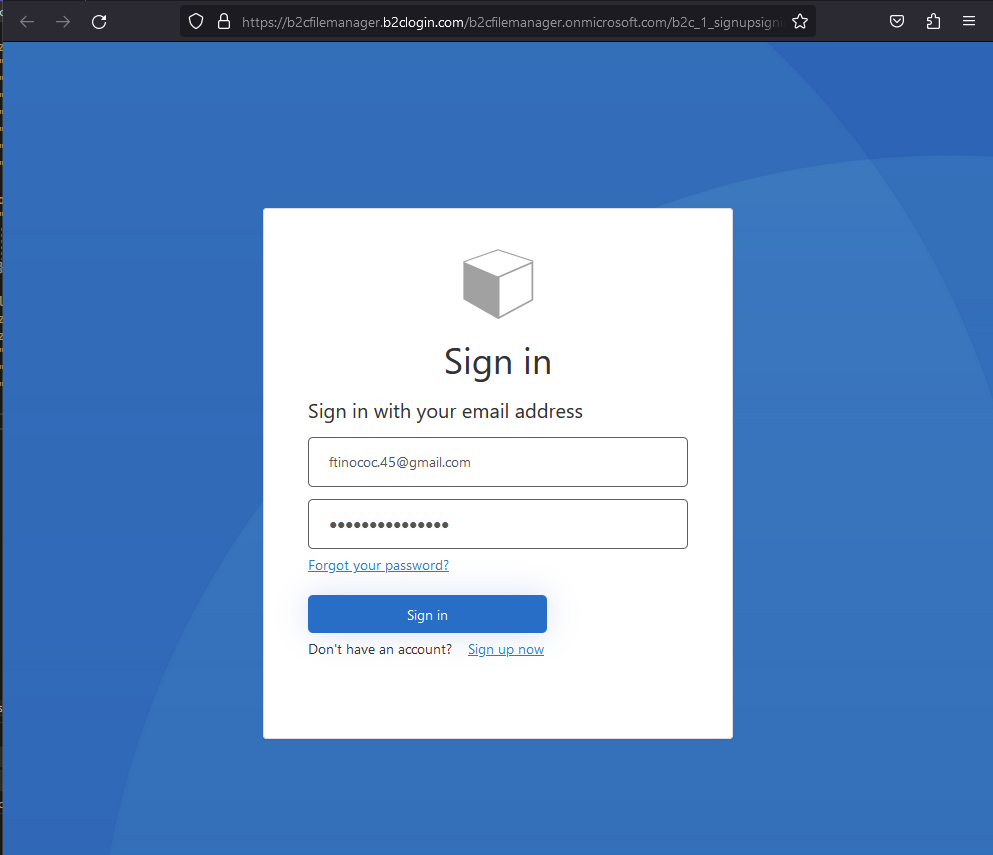 https://b2cfilemanager.b2clogin.com/b2cfilemanager.onmicrosoft.com/b2c_1_signupsign
Sign in
Sign in with your email address
ftinococ.45@gmail.com
Forgot your password?
Sign in
Don't have an account? Sign up now